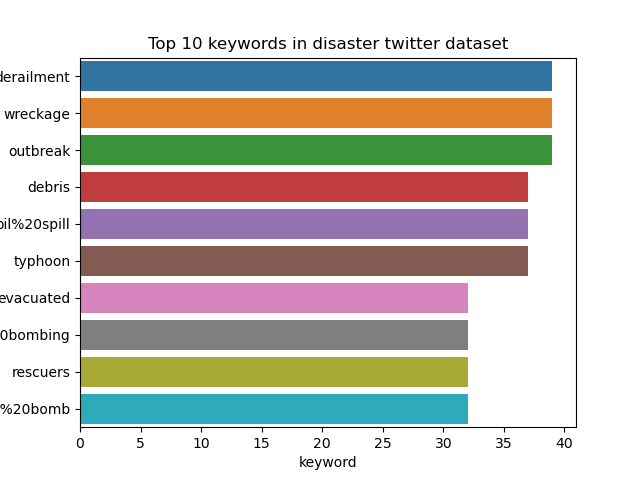 Top 10 keywords in disaster twitter dataset
derailment
wreckage
outbreak
debris
oil%20spill
typhoon
evacuated
0bombing
rescuers
%20bomb
0 5 10 15 20 25 30 35 40
keyword